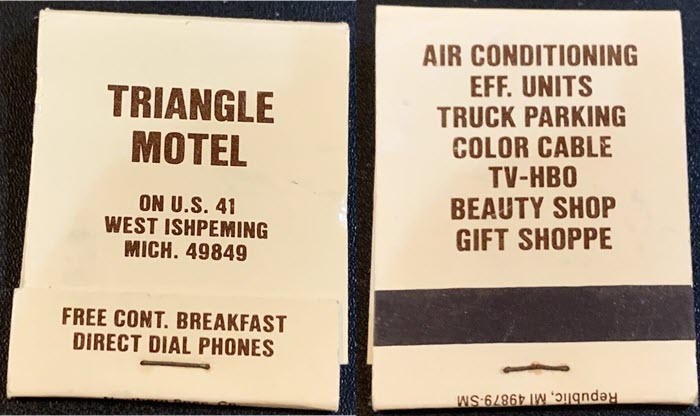 TRIANGLE
MOTEL
ON U.S. 41
WEST ISHPEMING
MICH. 49849
FREE CONT. BREAKFAST
DIRECT DIAL PHONES
AIR CONDITIONING
EFF. UNITS
TRUCK PARKING
COLOR CABLE
TV-HBO
BEAUTY SHOP
GIFT SHOPPE
Republic, MI 49879-SM